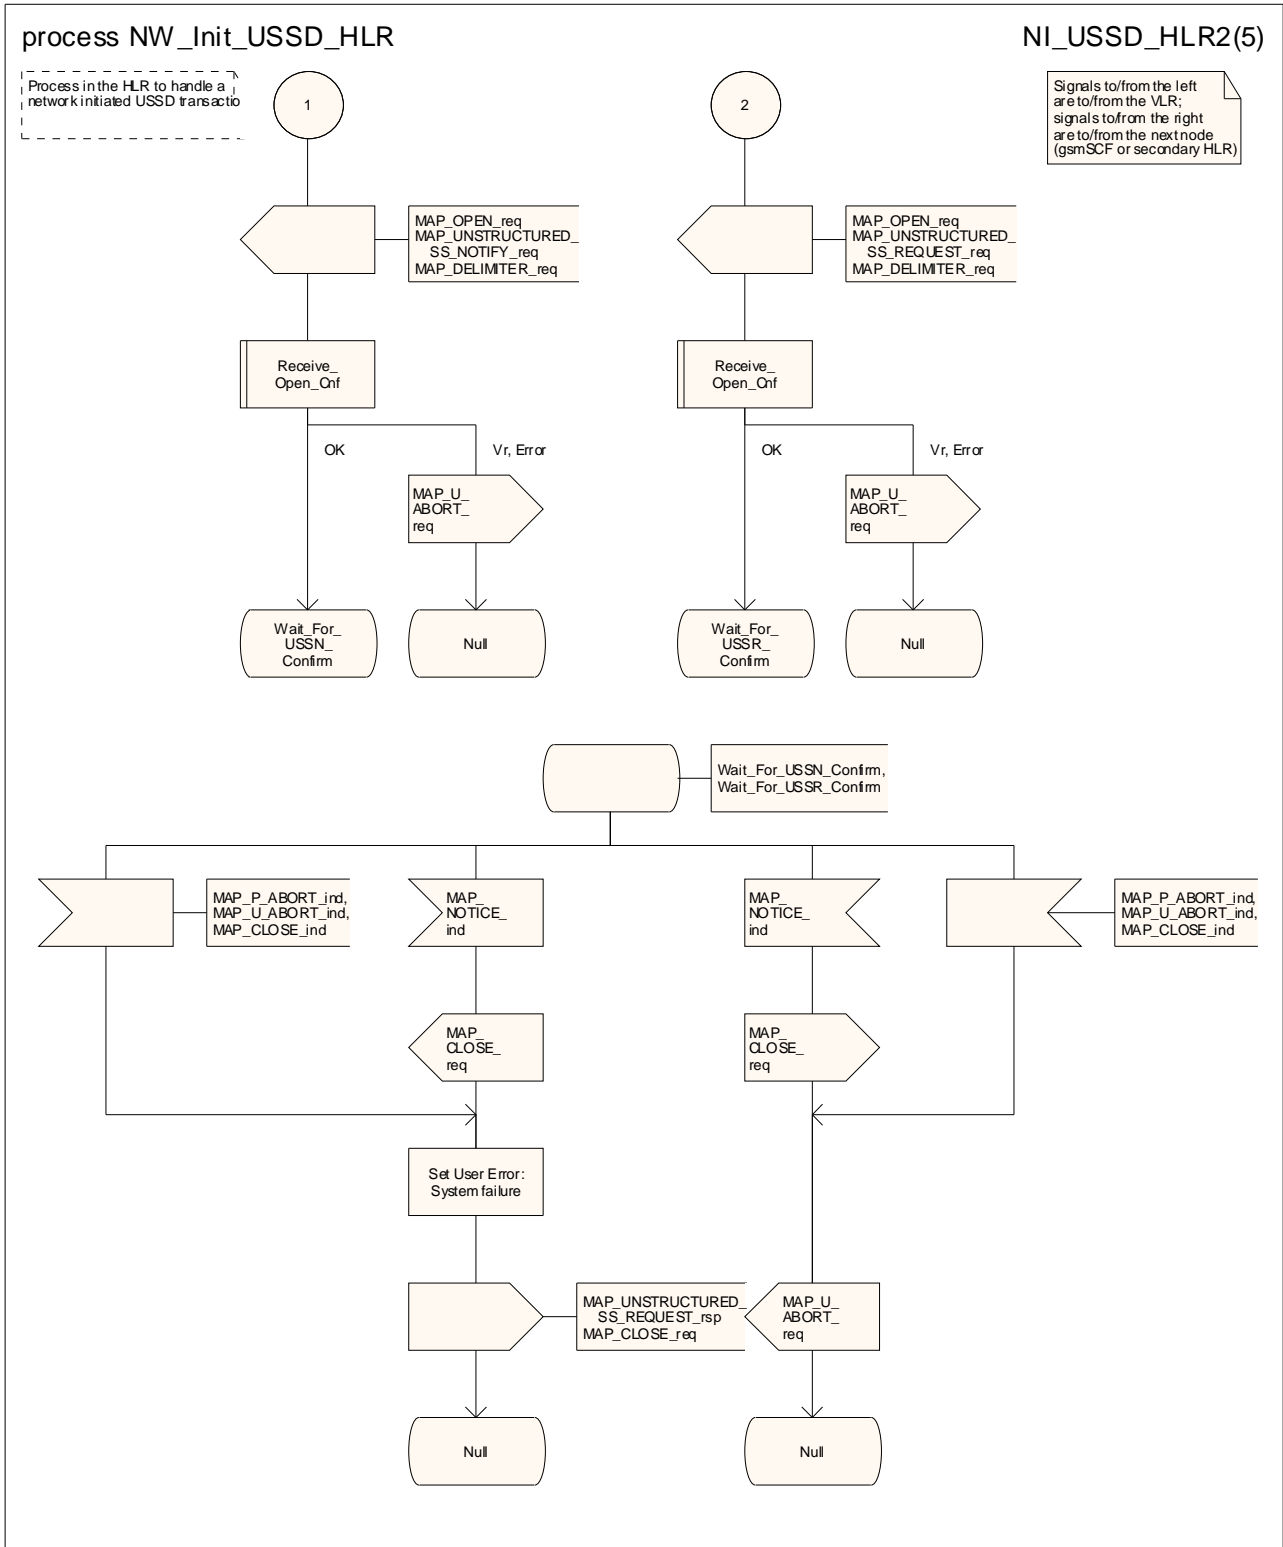 process NW_Init_USSD_HLR
NI_USSD_HLR2(5)
Process in the HLR to handle a
network initiated USSD transactio
1
2
Signals to/from the left
are to/from the VLR;
signals to/from the right
are to/from the next node
(gsmSCF or secondary HLR)
MAP_OPEN_req
MAP_UNSTRUCTURED_
SS_NOTIFY_req
MAP_DELIMITER_req
MAP_OPEN_req
MAP_UNSTRUCTURED_
SS_REQUEST_req
MAP_DELIMITER_req
Receive_
Open_Cnf
Receive_
Open_Cnf
OK
Vr, Error
OK
Vr, Error
MAP_U_
ABORT_
req
MAP_U_
ABORT_
req
Wait_For_
USSN_
Confirm
Null
Wait_For_
USSR_
Confirm
Null
Wait_For_USSN_Confirm,
Wait_For_USSR_Confirm
MAP_P_ABORT_ind,
MAP_U_ABORT_ind,
MAP_CLOSE_ind
MAP_
NOTICE_
ind
MAP_
NOTICE_
ind
MAP_P_ABORT_ind,
MAP_U_ABORT_ind,
MAP_CLOSE_ind
MAP_
CLOSE_
req
MAP_
CLOSE_
req
Set User Error:
System failure
MAP_UNSTRUCTURED_
SS_REQUEST_rsp
MAP_CLOSE_req
MAP_U_
ABORT_
req
Null
Null